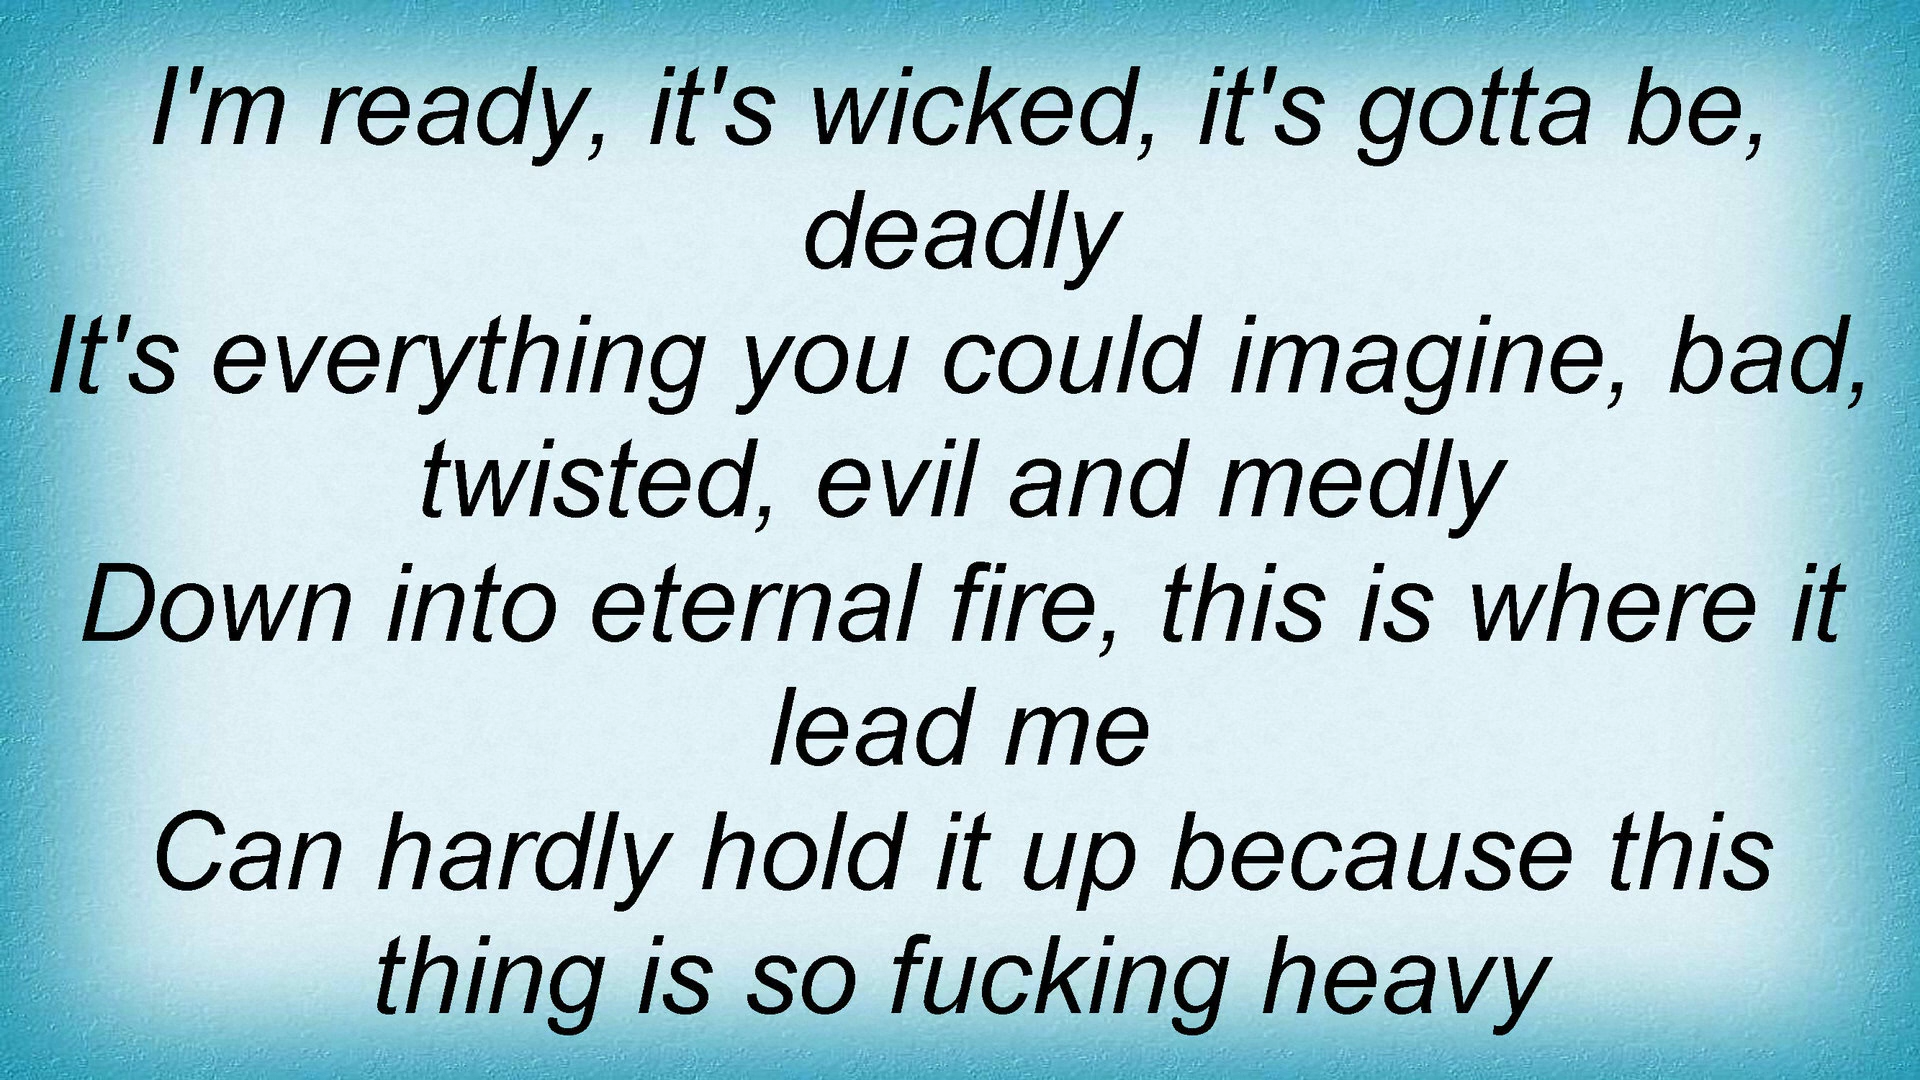 I'm ready, it's wicked, it's gotta be,
deadly
It's everything you could imagine, bad,
twisted, evil and medly
Down into eternal fire, this is where it
lead me
Can hardly hold it up because this
thing is so fucking heavy